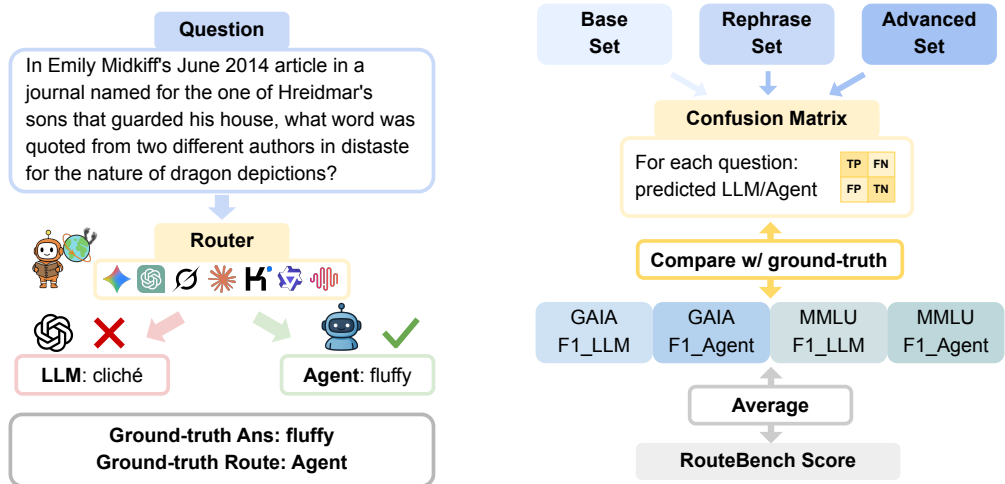 Question
In Emily Midkiff's June 2014 article in a
journal named for the one of Hreidmar's
sons that guarded his house, what word was
quoted from two different authors in distaste
for the nature of dragon depictions?
Router
LLM: cliché
Agent: fluffy
Ground-truth Ans: fluffy
Ground-truth Route: Agent
Base
Set
Rephrase
Set
Advanced
Set
Confusion Matrix
For each question:
predicted LLM/Agent
TP FN
FP TN
Compare w/ ground-truth
GAIA
F1_LLM
GAIA
F1_Agent
MMLU
F1_LLM
MMLU
F1_Agent
Average
RouteBench Score